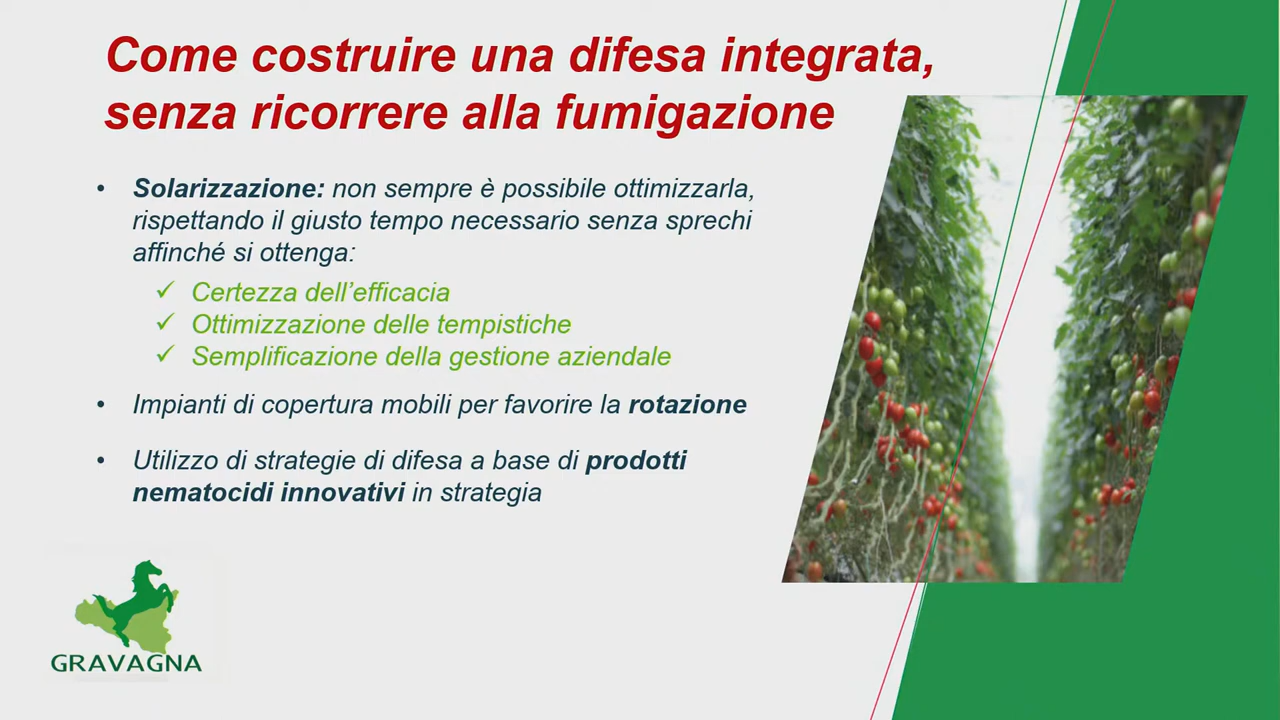 Come costruire una difesa integrata,
senza ricorrere alla fumigazione
• Solarizzazione: non sempre è possibile ottimizzarla,
rispettando il giusto tempo necessario senza sprechi
affinché si ottenga:
✓ Certezza dell'efficacia
✓ Ottimizzazione delle tempistiche
✓ Semplificazione della gestione aziendale
• Impianti di copertura mobili per favorire la rotazione
• Utilizzo di strategie di difesa a base di prodotti
nematocidi innovativi in strategia
GRAVAGNA